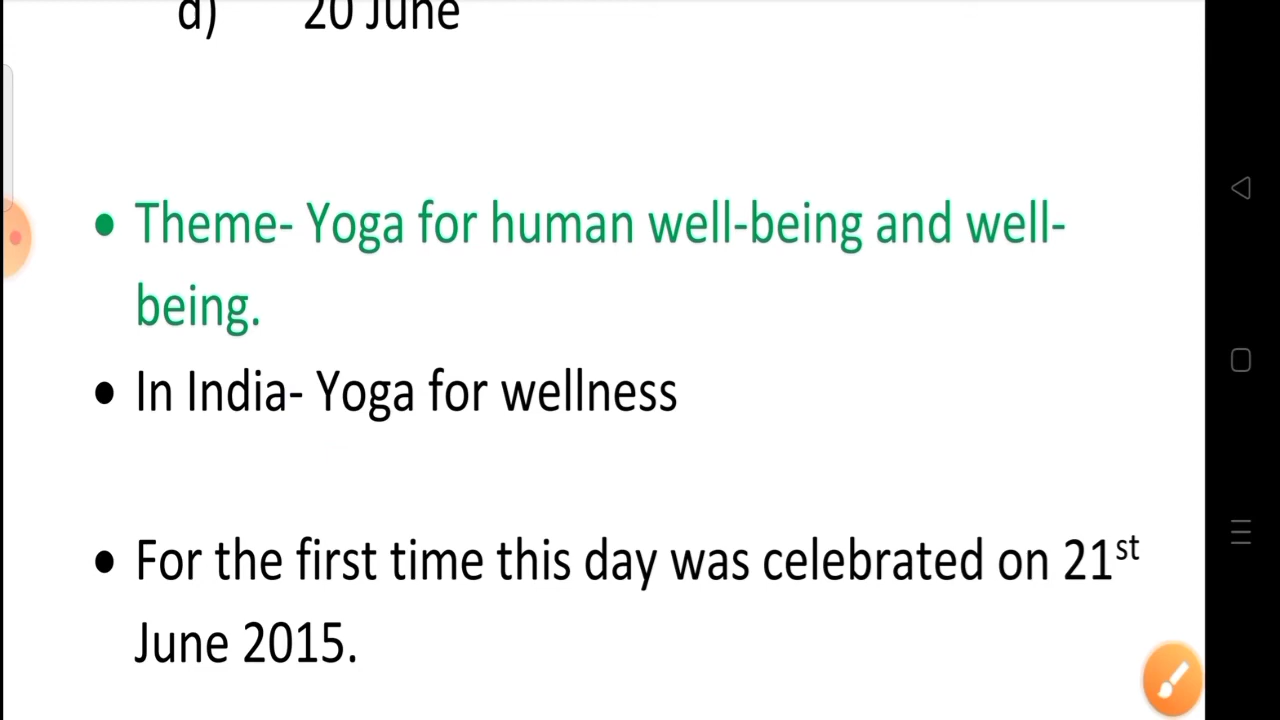 d) 20 June
• Theme- Yoga for human well-being and well-
being.
• In India- Yoga for wellness
• For the first time this day was celebrated on 21st
June 2015.